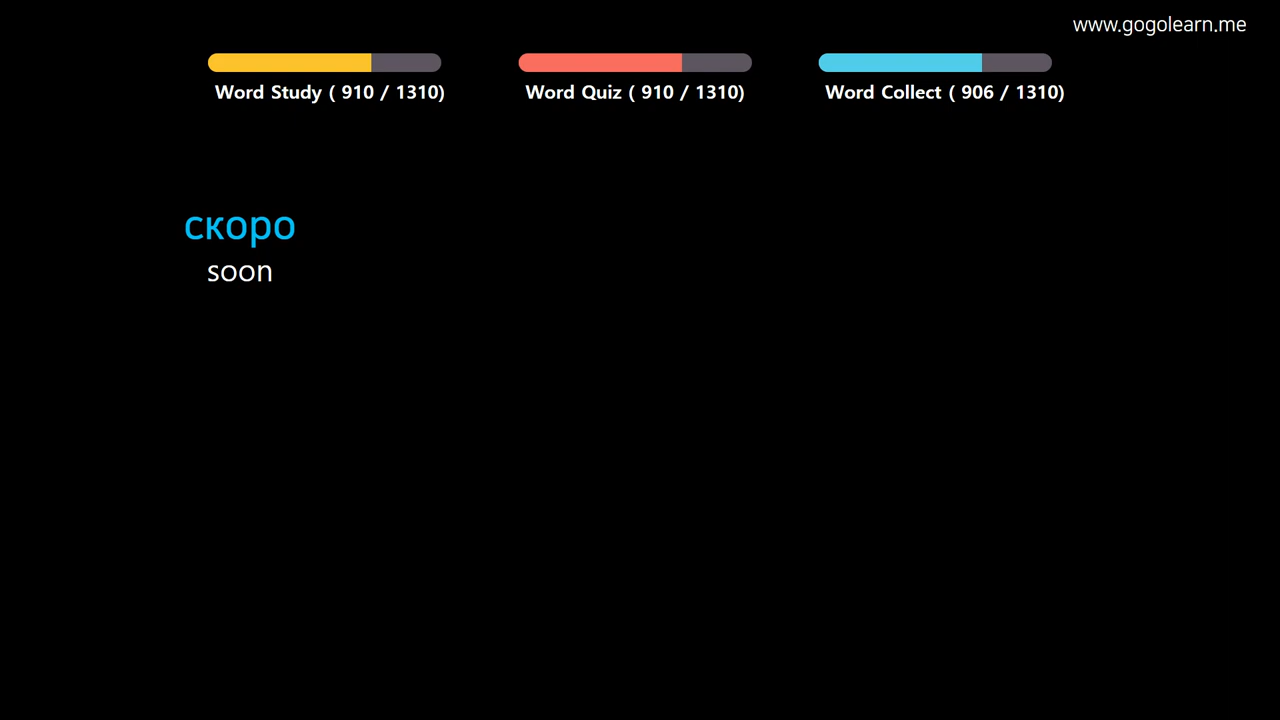 www.gogolearn.me
Word Study ( 910 / 1310)
Word Quiz ( 910 / 1310)
Word Collect ( 906 / 1310)
скоро
soon